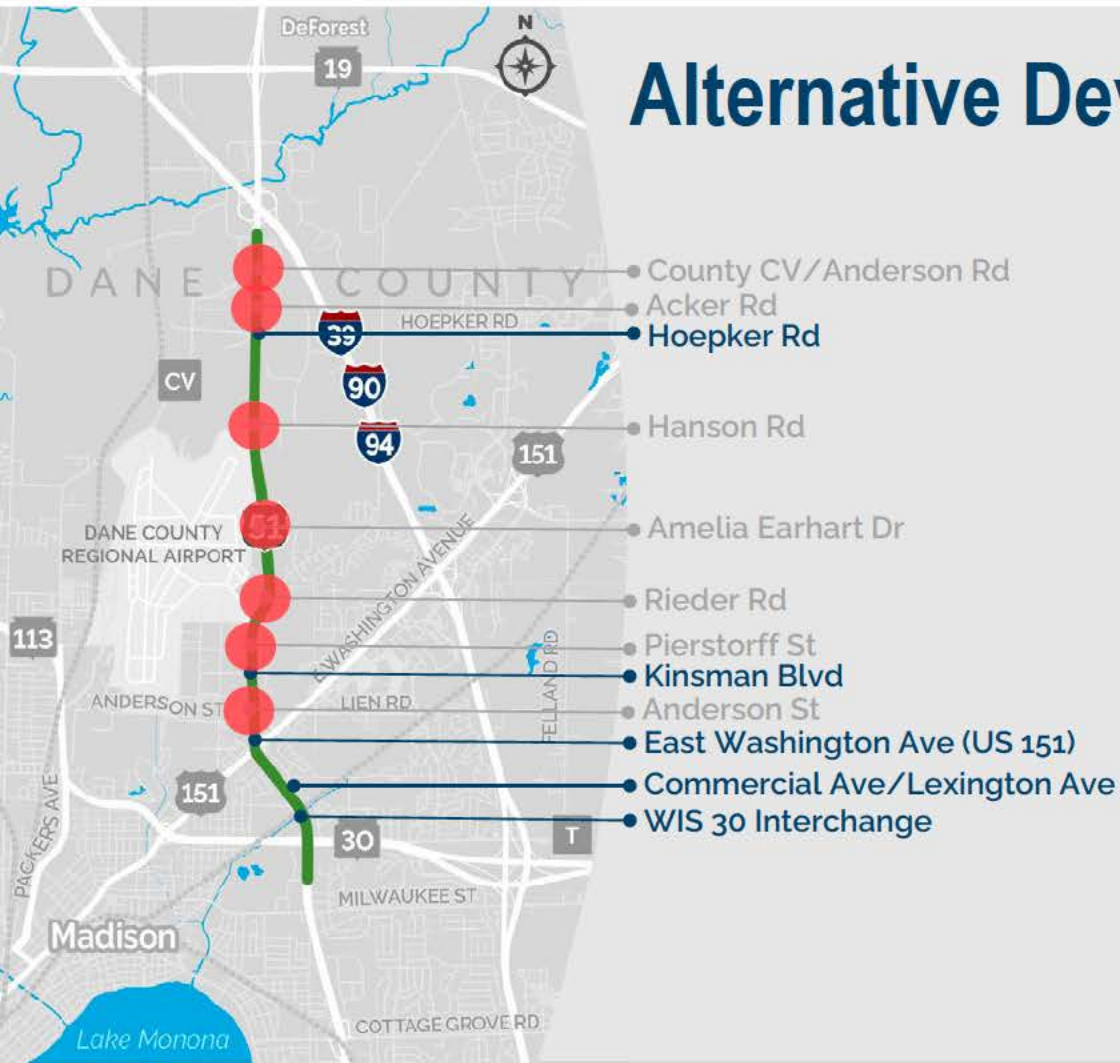 DeForest
N
19
Alternative Dev
DANE COUNTY
County CV/Anderson Rd
Acker Rd
HOEPKER RD
39
Hoepker Rd
CV
90
Hanson Rd
94
151
51
Amelia Earhart Dr
DANE COUNTY
REGIONAL AIRPORT
E WASHINGTON AVENUE
Rieder Rd
113
Pierstorff St
FELLAND RD
Kinsman Blvd
ANDERSON ST
LIEN RD
Anderson St
East Washington Ave (US 151)
151
Commercial Ave/Lexington Ave
PACKERS AVE
30
T
WIS 30 Interchange
MILWAUKEE ST
Madison
COTTAGE GROVE RD
Lake Monona